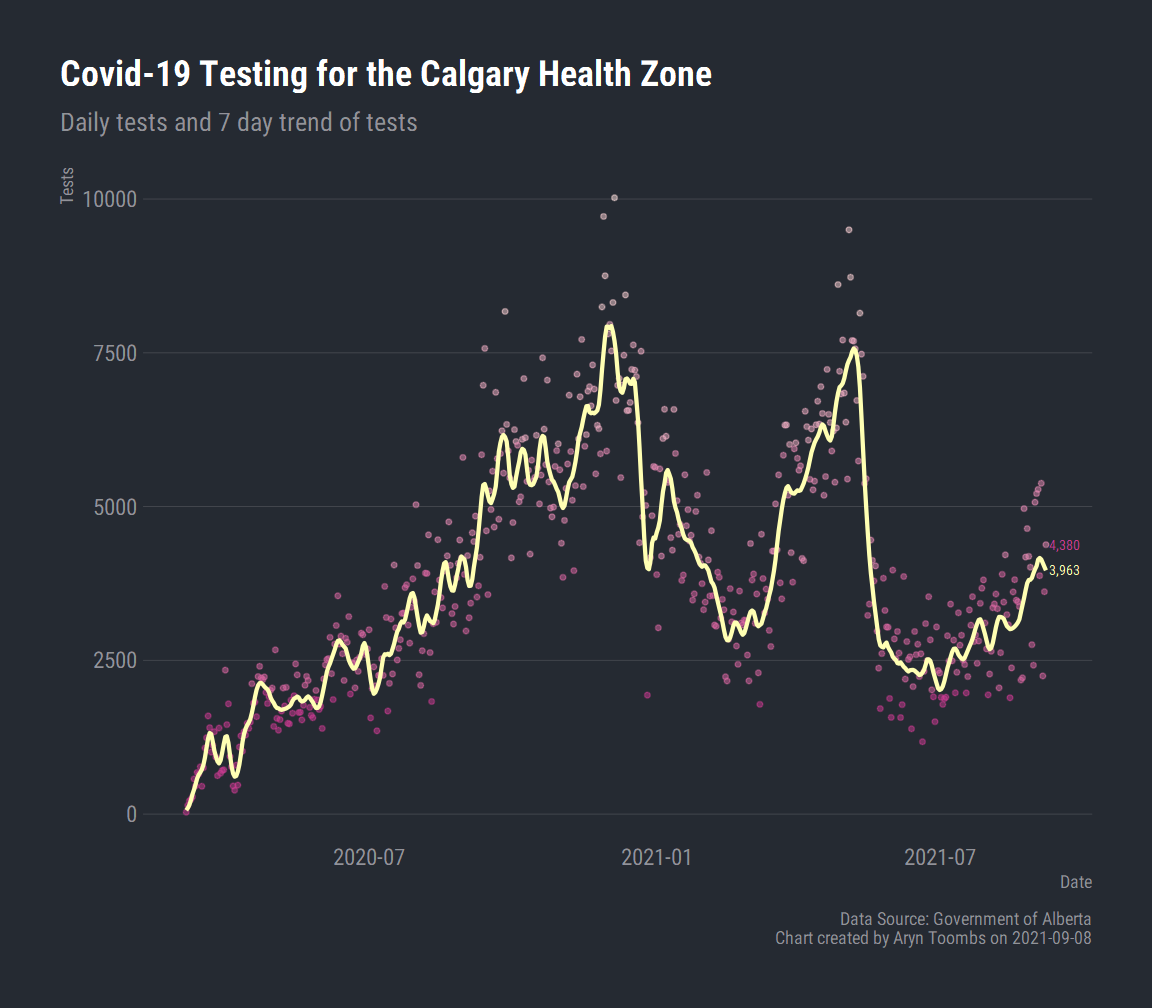 Covid-19 Testing for the Calgary Health Zone
Daily tests and 7 day trend of tests
Tests
10000
7500
5000
2500
0
4,380
3,963
2020-07
2021-01
2021-07
Date
Data Source: Government of Alberta
Chart created by Aryn Toombs on 2021-09-08